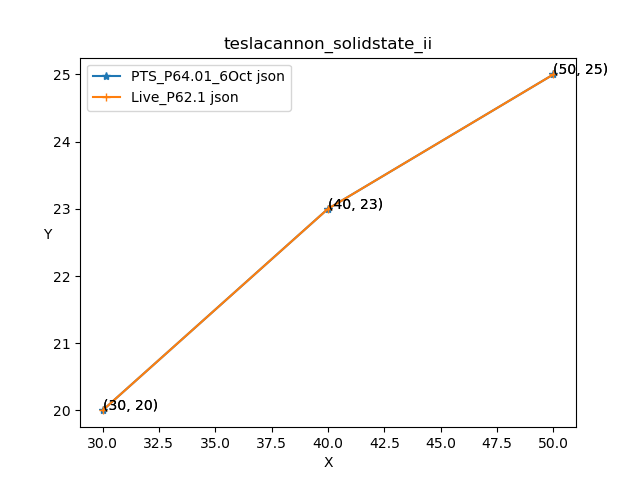 teslacannon_solidstate_ii
PTS_P64.01_6Oct json
Live_P62.1 json
25
24
23
22
21
20
Y
(50, 25)
(40, 23)
(30, 20)
30.0 32.5 35.0 37.5 40.0 42.5 45.0 47.5 50.0
X